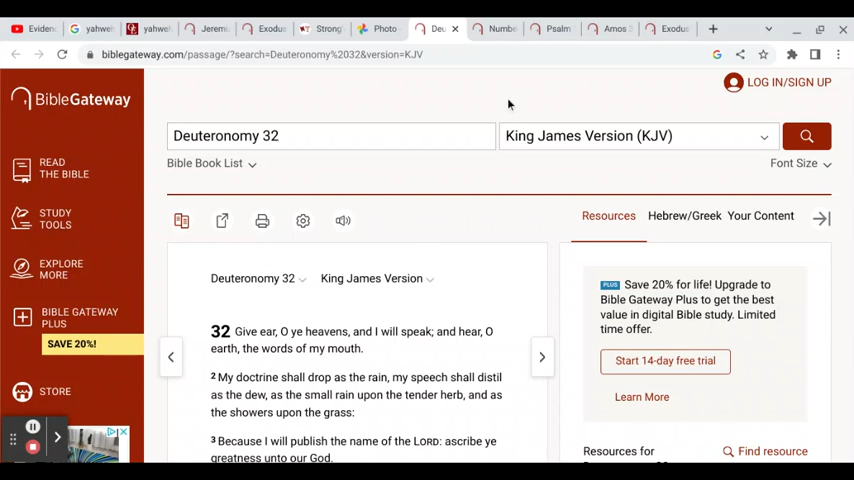 Evidenc
yahweh
yahweh
Jeremi
Exodus
Strong'
Photo -
Deu
Numbe
Psalm
Amos 3
Exodus
biblegateway.com/passage/?search=Deuteronomy%2032&version=KJV
LOG IN/SIGN UP
BibleGateway
Deuteronomy 32
King James Version (KJV)
Bible Book List
Font Size
READ
THE BIBLE
STUDY
TOOLS
EXPLORE
MORE
BIBLE GATEWAY
PLUS
SAVE 20%!
STORE
Resources
Hebrew/Greek
Your Content
Deuteronomy 32
King James Version
32 Give ear, O ye heavens, and I will speak; and hear, O
earth, the words of my mouth.
2 My doctrine shall drop as the rain, my speech shall distil
as the dew, as the small rain upon the tender herb, and as
the showers upon the grass:
3 Because I will publish the name of the LORD: ascribe ye
greatness unto our God.
PLUS Save 20% for life! Upgrade to
Bible Gateway Plus to get the best
value in digital Bible study. Limited
time offer.
Start 14-day free trial
Learn More
Resources for
Find resource